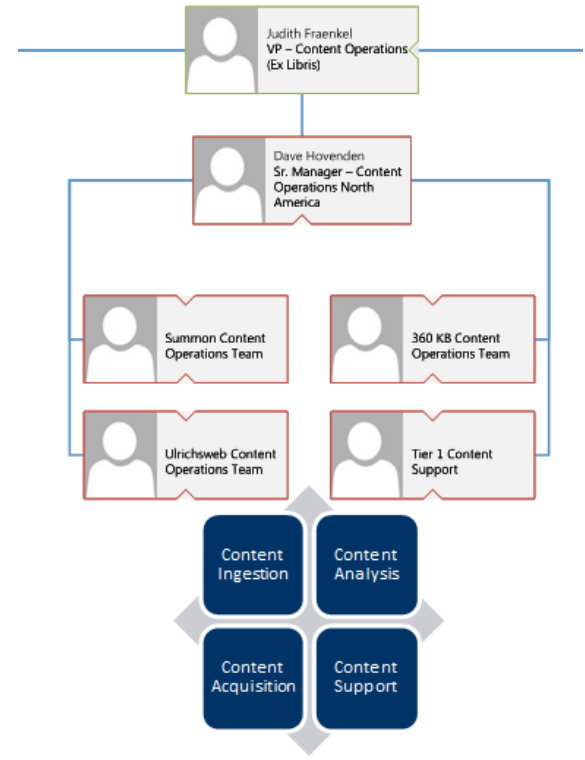 Judith Fraenkel
VP – Content Operations
(Ex Libris)
Dave Hovenden
Sr. Manager – Content
Operations North
America
Summon Content
Operations Team
360 KB Content
Operations Team
Ulrichsweb Content
Operations Team
Tier 1 Content
Support
Content
Ingestion
Content
Analysis
Content
Acquisition
Content
Support